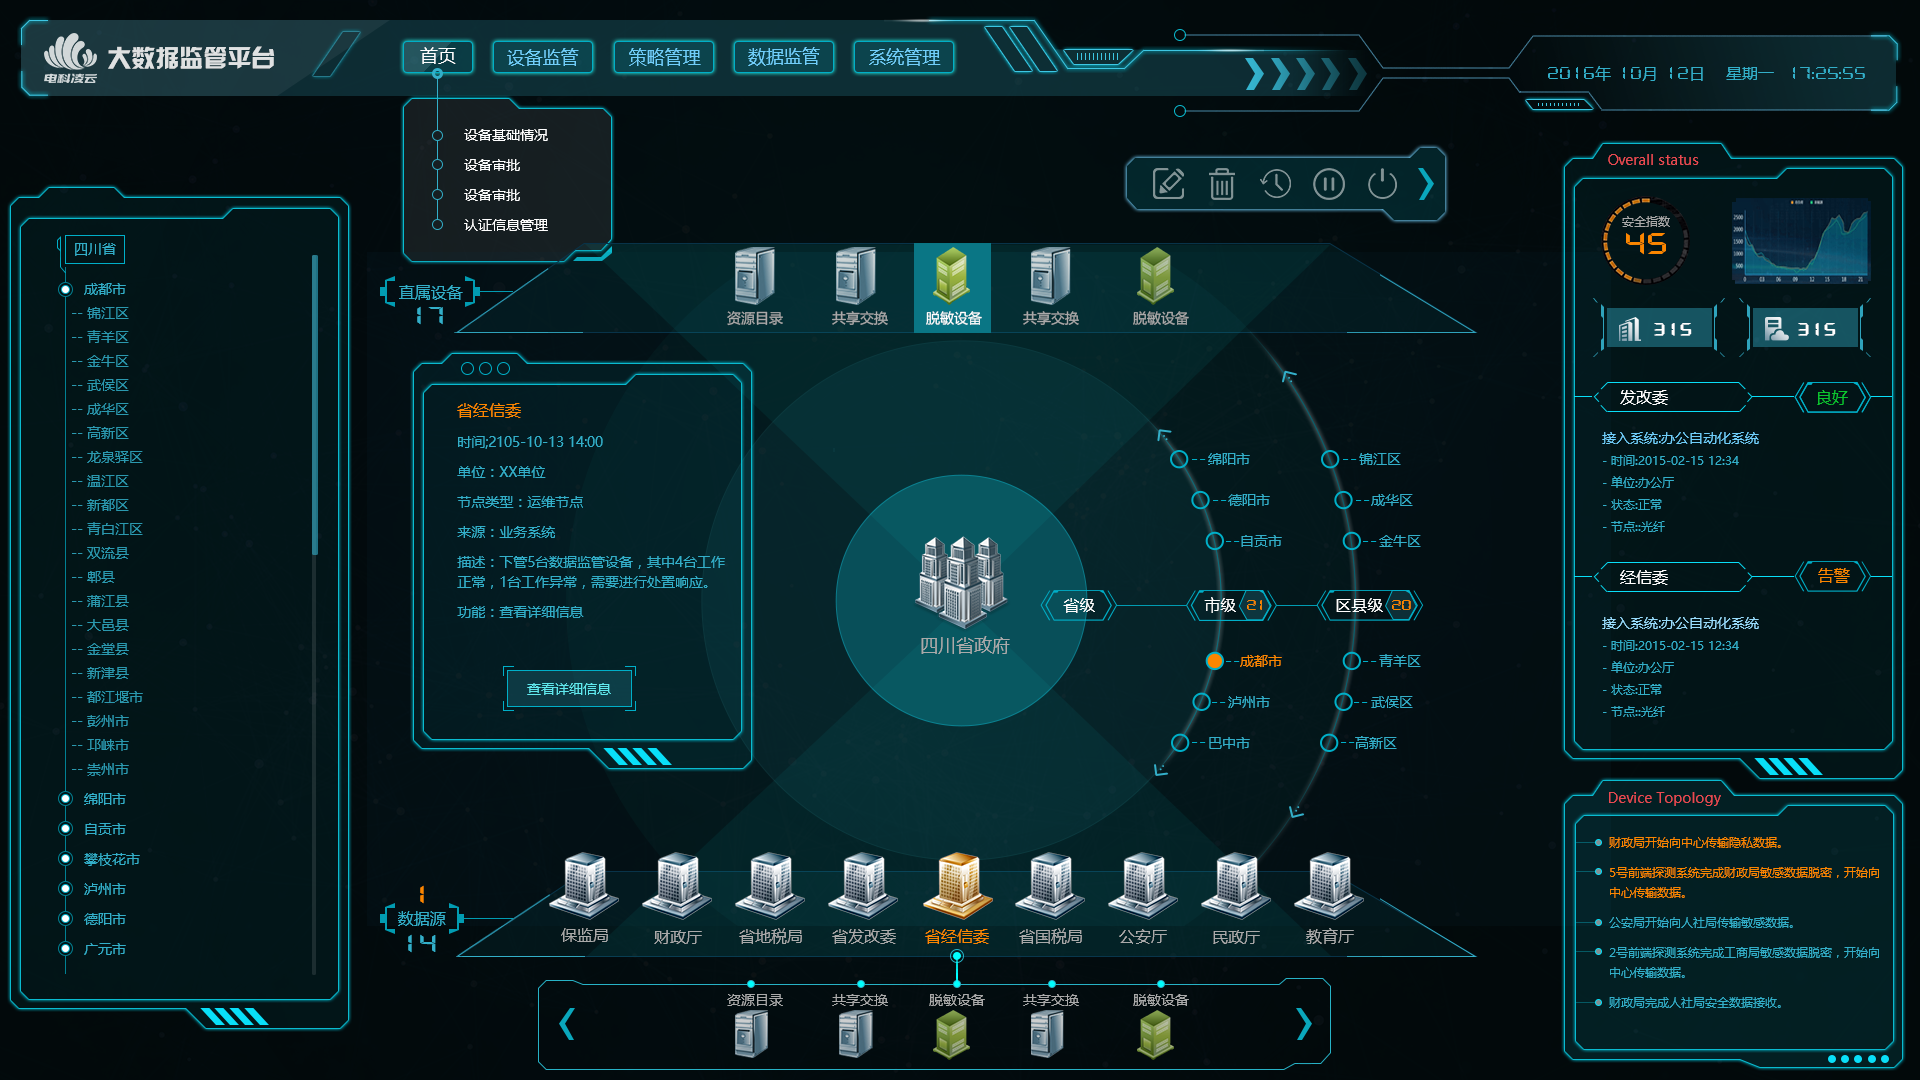 电科凌云
大数据监管平台
首页
设备监管
策略管理
数据监管
系统管理
2016年 10月 12日 星期一 17:25:55
设备基础情况
设备审批
设备审批
认证信息管理
四川省
成都市
-- 锦江区
-- 青羊区
-- 金牛区
-- 武侯区
-- 成华区
-- 高新区
-- 龙泉驿区
-- 温江区
-- 新都区
-- 青白江区
-- 双流县
-- 郫县
-- 蒲江县
-- 大邑县
-- 金堂县
-- 新津县
-- 都江堰市
-- 彭州市
-- 邛崃市
-- 崇州市
绵阳市
自贡市
攀枝花市
泸州市
德阳市
广元市
直属设备
17
资源目录
共享交换
脱敏设备
共享交换
脱敏设备
省经信委
时间;2105-10-13 14:00
单位：XX单位
节点类型：运维节点
来源：业务系统
描述：下管5台数据监管设备，其中4台工作
正常，1台工作异常，需要进行处置响应。
功能：查看详细信息
查看详细信息
四川省政府
省级
市级 21
区县级 20
--绵阳市
--德阳市
--自贡市
--成都市
--泸州市
--巴中市
--锦江区
--成华区
--金牛区
--青羊区
--武侯区
--高新区
1
数据源
14
保监局
财政厅
省地税局
省发改委
省经信委
省国税局
公安厅
民政厅
教育厅
资源目录
共享交换
脱敏设备
共享交换
脱敏设备
Overall status
安全指数
45
315
315
发改委
良好
接入系统:办公自动化系统
- 时间:2015-02-15 12:34
- 单位:办公厅
- 状态:正常
- 节点::光纤
经信委
告警
接入系统:办公自动化系统
- 时间:2015-02-15 12:34
- 单位:办公厅
- 状态:正常
- 节点::光纤
Device Topology
财政局开始向中心传输隐私数据。
5号前端探测系统完成财政局敏感数据脱密，开始向
中心传输数据。
公安局开始向人社局传输敏感数据。
2号前端探测系统完成工商局敏感数据脱密，开始向
中心传输数据。
财政局完成人社局安全数据接收。